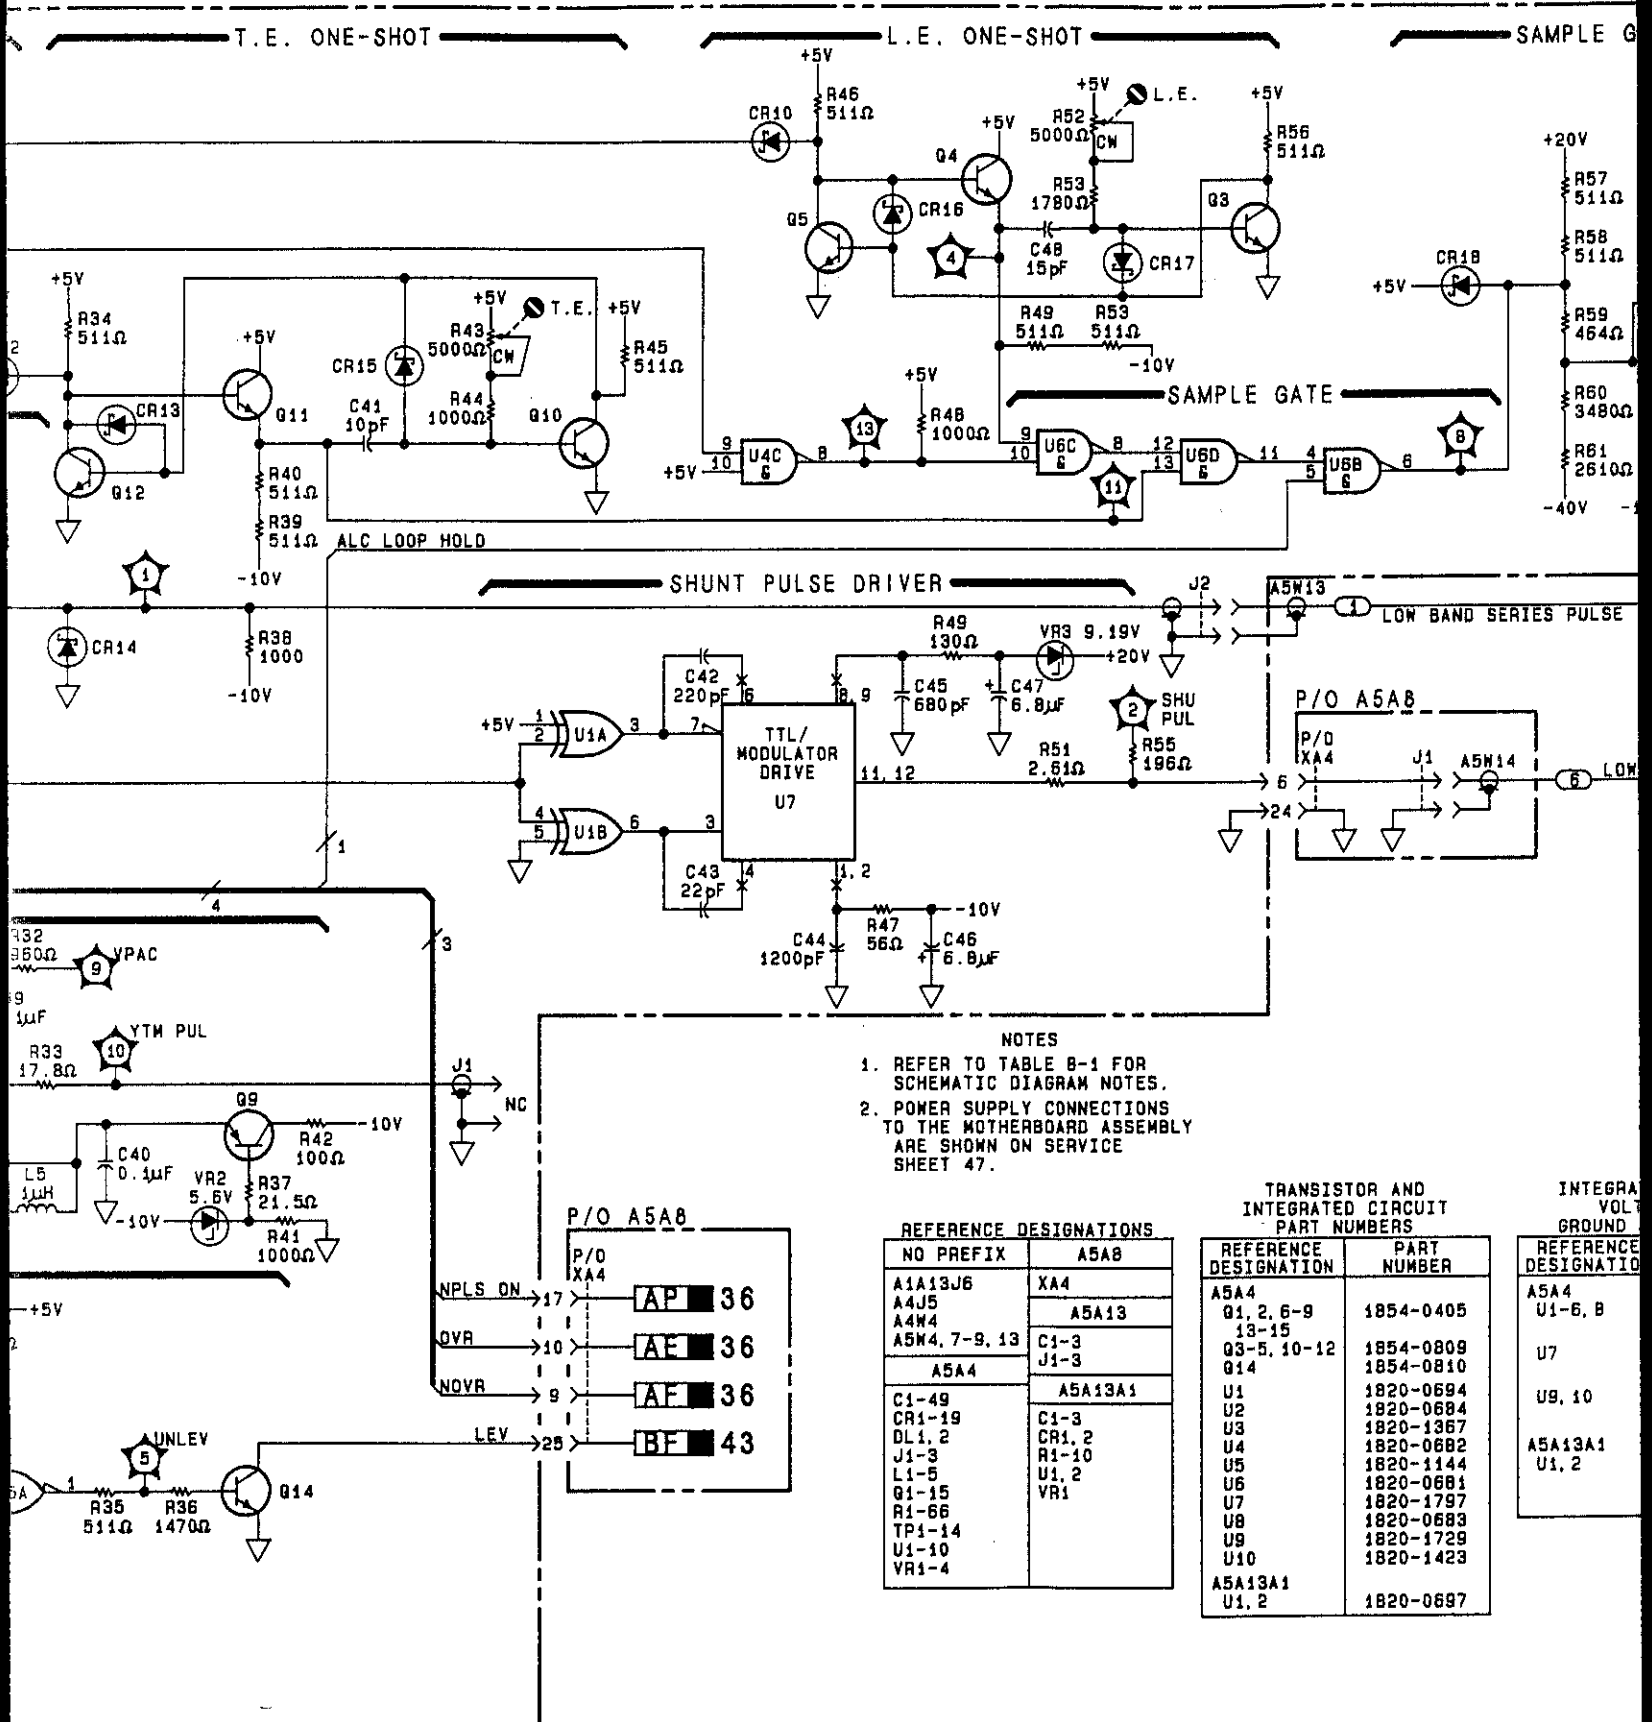 T.E. ONE-SHOT
L.E. ONE-SHOT
SAMPLE G
+5V
R46
511Ω
CR10
+5V
R52
5000Ω
CW
L.E.
+5V
R56
511Ω
+5V
Q4
R53
1780Ω
Q3
CR16
Q5
4
C48
15pF
CR17
R49
511Ω
R53
511Ω
-10V
+20V
R57
511Ω
R58
511Ω
CR18
+5V
R59
464Ω
R60
3480Ω
R61
2610Ω
-40V
+5V
R34
511Ω
2
CR13
Q12
+5V
Q11
CR15
C41
10pF
+5V
T.E.
R43
5000Ω
CW
R44
1000Ω
Q10
+5V
R45
511Ω
R40
511Ω
R39
511Ω
-10V
ALC LOOP HOLD
9
10
+5V
U4C
&
8
13
+5V
R48
1000Ω
SAMPLE GATE
9
10
U6C
&
8
11
12
13
U6D
&
11
4
5
U6B
&
6
8
1
SHUNT PULSE DRIVER
J2
A5W13
1
LOW BAND SERIES PULSE
CR14
R38
1000
-10V
C42
220pF
6
8, 9
R49
130Ω
VR3 9.19V
+20V
C45
680pF
+
C47
6.8µF
2
SHU
PUL
R55
196Ω
R51
2.61Ω
+5V
1
2
U1A
3
7
TTL/
MODULATOR
DRIVE
U7
11, 12
4
5
U1B
6
3
C43
22pF
4
1, 2
-10V
R47
56Ω
C44
1200pF
+
C46
6.8µF
6
24
P/O A5A8
P/O
XA4
J1
A5W14
6
LOW
1
4
3
R32
9
VPAC
9
1µF
10
YTM PUL
R33
17.8Ω
J1
NC
Q9
R42
100Ω
-10V
C40
0.1µF
L5
1µH
VR2
5.6V
-10V
R37
21.5Ω
R41
1000Ω
+5V
2
NOTES
1. REFER TO TABLE 8-1 FOR
SCHEMATIC DIAGRAM NOTES.
2. POWER SUPPLY CONNECTIONS
TO THE MOTHERBOARD ASSEMBLY
ARE SHOWN ON SERVICE
SHEET 47.
P/O A5A8
P/O
XA4
NPLS ON 17 AP 36
OVR 10 AE 36
NOVR 9 AF 36
LEV 25 BF 43
5
UNLEV
5A
1
R35
511Ω
R36
1470Ω
Q14
REFERENCE DESIGNATIONS
NO PREFIX
A1A13J6
A4J5
A4W4
A5W4, 7-9, 13
A5A4
C1-49
CR1-19
DL1, 2
J1-3
L1-5
Q1-15
R1-66
TP1-14
U1-10
VR1-4
A5A8
XA4
A5A13
C1-3
J1-3
A5A13A1
C1-3
CR1, 2
R1-10
U1, 2
VR1
TRANSISTOR AND
INTEGRATED CIRCUIT
PART NUMBERS
REFERENCE DESIGNATION
PART NUMBER
A5A4
Q1, 2, 6-9
13-15 1854-0405
Q3-5, 10-12 1854-0809
Q14 1854-0810
U1 1820-0694
U2 1820-0684
U3 1820-1367
U4 1820-0682
U5 1820-1144
U6 1820-0681
U7 1820-1797
U8 1820-0683
U9 1820-1729
U10 1820-1423
A5A13A1
U1, 2 1820-0697
INTEGRA
VOLT
GROUND
REFERENCE
DESIGNATIO
A5A4
U1-6, 8
U7
U9, 10
A5A13A1
U1, 2